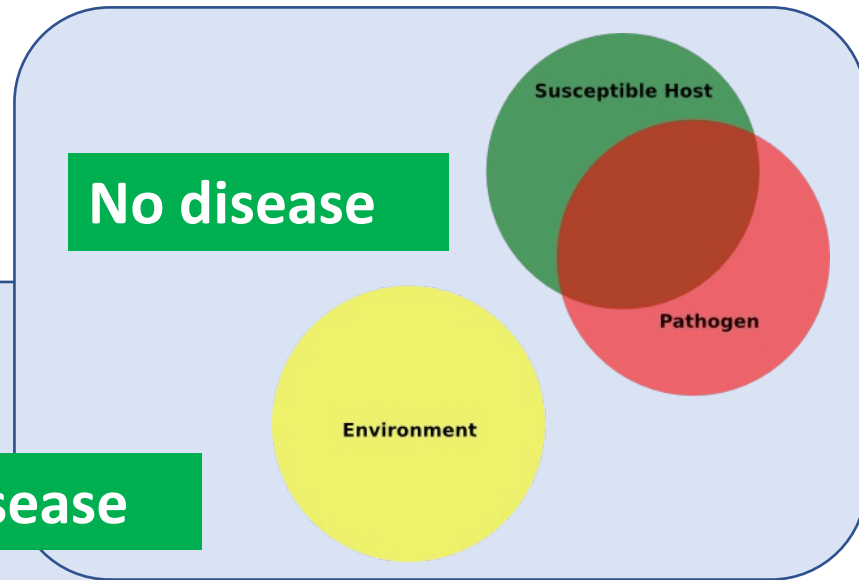 Susceptible Host
No disease
Pathogen
Environment
sease